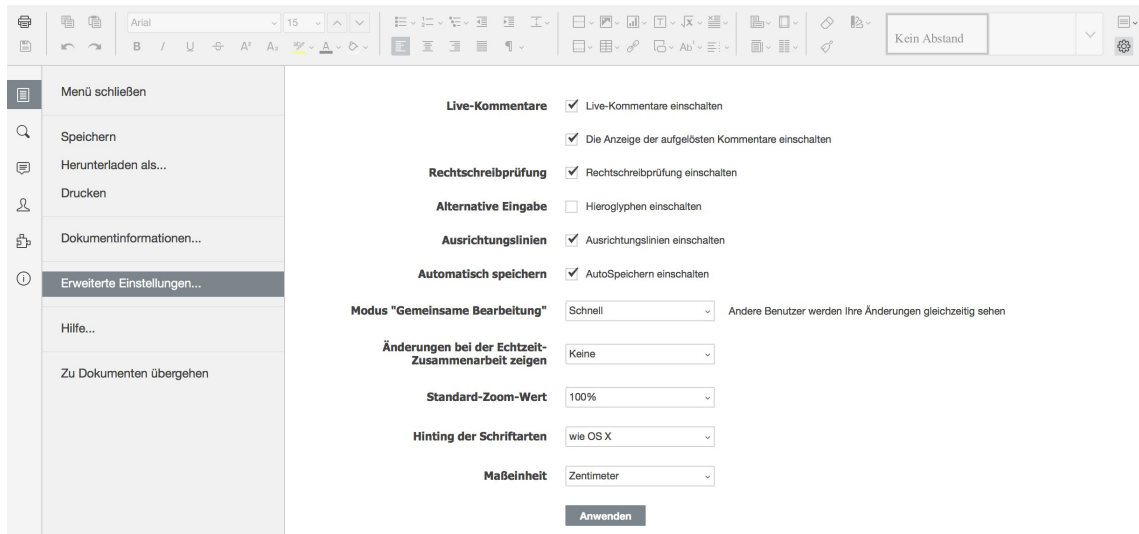 Arial
15
B I U S A² A₂ A
Ab¹
Kein Abstand
Menü schließen
Speichern
Herunterladen als...
Drucken
Dokumentinformationen...
Erweiterte Einstellungen...
Hilfe...
Zu Dokumenten übergehen
Live-Kommentare Live-Kommentare einschalten
Die Anzeige der aufgelösten Kommentare einschalten
Rechtschreibprüfung Rechtschreibprüfung einschalten
Alternative Eingabe Hieroglyphen einschalten
Ausrichtungslinien Ausrichtungslinien einschalten
Automatisch speichern AutoSpeichern einschalten
Modus "Gemeinsame Bearbeitung" Schnell Andere Benutzer werden Ihre Änderungen gleichzeitig sehen
Änderungen bei der Echtzeit-
Zusammenarbeit zeigen Keine
Standard-Zoom-Wert 100%
Hinting der Schriftarten wie OS X
Maßeinheit Zentimeter
Anwenden